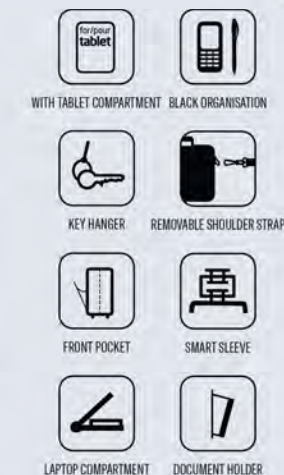 for/pour
tablet
WITH TABLET COMPARTMENT
BLACK ORGANISATION
KEY HANGER
REMOVABLE SHOULDER STRAP
FRONT POCKET
SMART SLEEVE
LAPTOP COMPARTMENT
DOCUMENT HOLDER